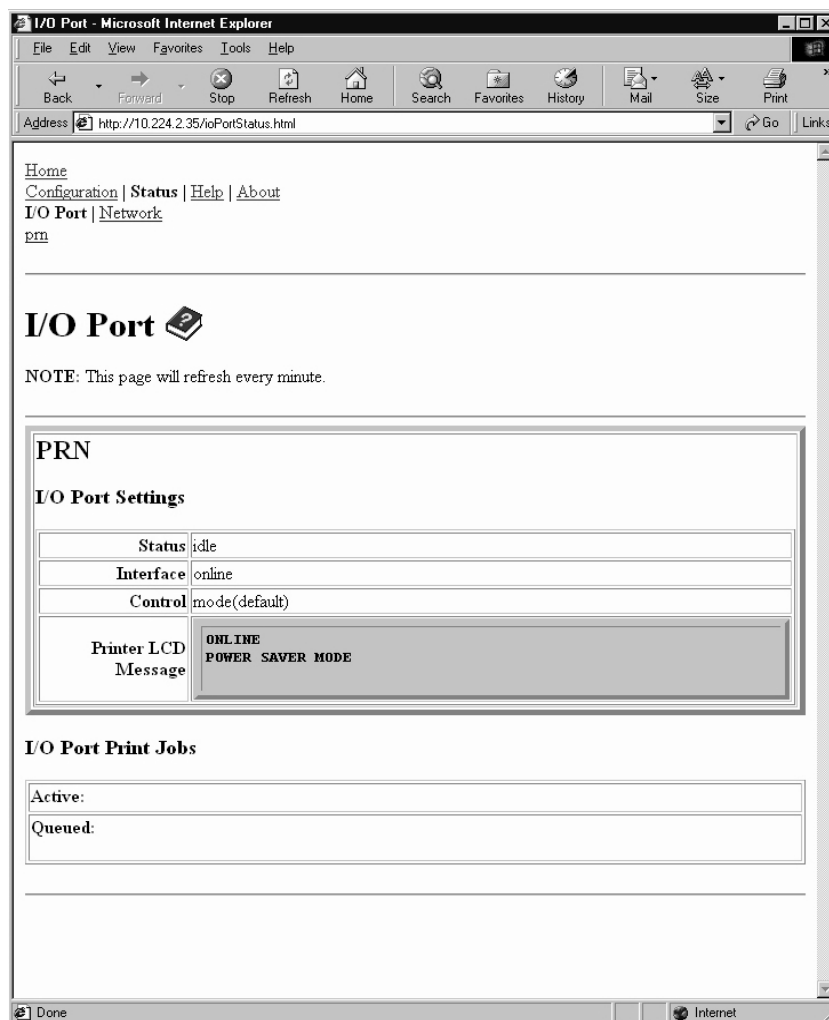 I/O Port - Microsoft Internet Explorer
File Edit View Favorites Tools Help
Back Forward Stop Refresh Home Search Favorites History Mail Size Print »
Address http://10.224.2.35/ioPortStatus.html Go Links
Home
Configuration | Status | Help | About
I/O Port | Network
prn
I/O Port ?
NOTE: This page will refresh every minute.
PRN
I/O Port Settings
Status idle
Interface online
Control mode(default)
Printer LCD
Message
ONLINE
POWER SAVER MODE
I/O Port Print Jobs
Active:
Queued:
Done Internet